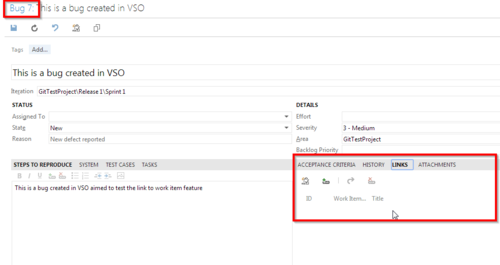 Bug 7: This is a bug created in VSO
Tags Add...
This is a bug created in VSO
Iteration GitTestProject\Release 1\Sprint 1
STATUS
Assigned To
State New
Reason New defect reported
DETAILS
Effort
Severity 3 - Medium
Area GitTestProject
Backlog Priority
STEPS TO REPRODUCE SYSTEM TEST CASES TASKS
B I U
This is a bug created in VSO aimed to test the link to work item feature
ACCEPTANCE CRITERIA HISTORY LINKS ATTACHMENTS
ID Work Item... Title